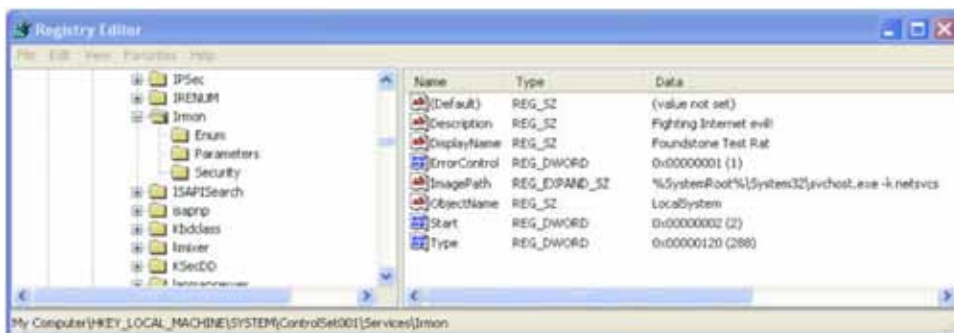 Registry Editor
File Edit View Favorites Help
IPSec
IRENUM
Irmon
Enum
Parameters
Security
ISAPISearch
isapnp
Kbdclass
kmixer
KSecDD
lanmanserver
Name Type Data
(Default) REG_SZ (value not set)
Description REG_SZ Fighting Internet evil!
DisplayName REG_SZ Foundstone Test Rat
ErrorControl REG_DWORD 0x00000001 (1)
ImagePath REG_EXPAND_SZ %SystemRoot%\System32\svchost.exe -k netsvcs
ObjectName REG_SZ LocalSystem
Start REG_DWORD 0x00000002 (2)
Type REG_DWORD 0x00000120 (288)
My Computer\HKEY_LOCAL_MACHINE\SYSTEM\ControlSet001\Services\Irmon